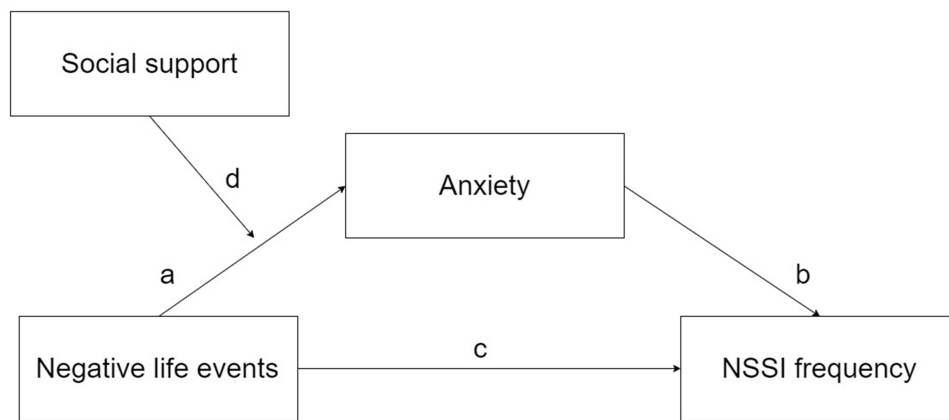 Social support
d
Anxiety
a
b
Negative life events
c
NSSI frequency